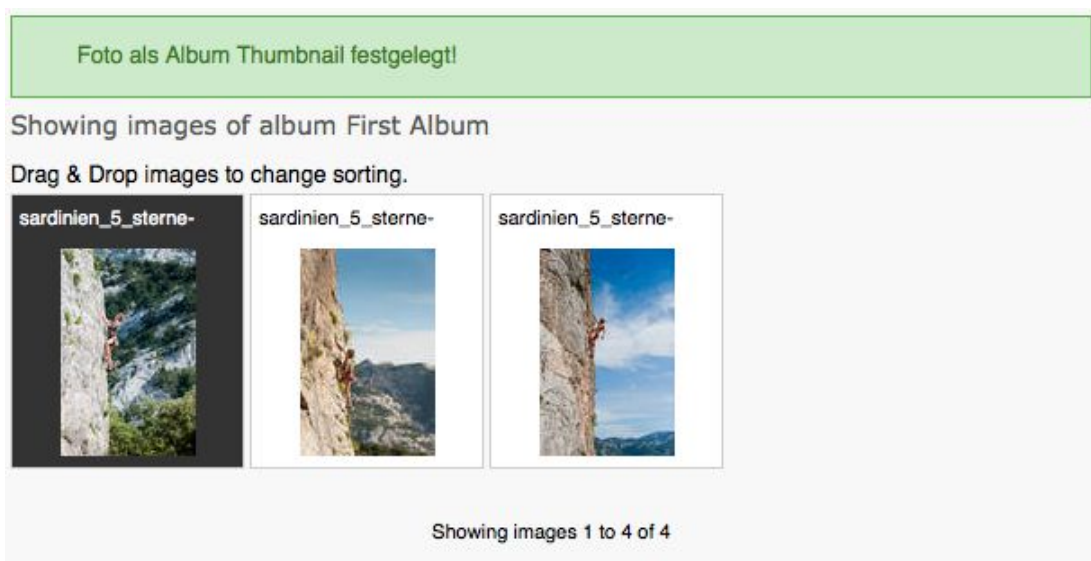 Foto als Album Thumbnail festgelegt!
Showing images of album First Album
Drag & Drop images to change sorting.
sardinien_5_sterne-
sardinien_5_sterne-
sardinien_5_sterne-
Showing images 1 to 4 of 4